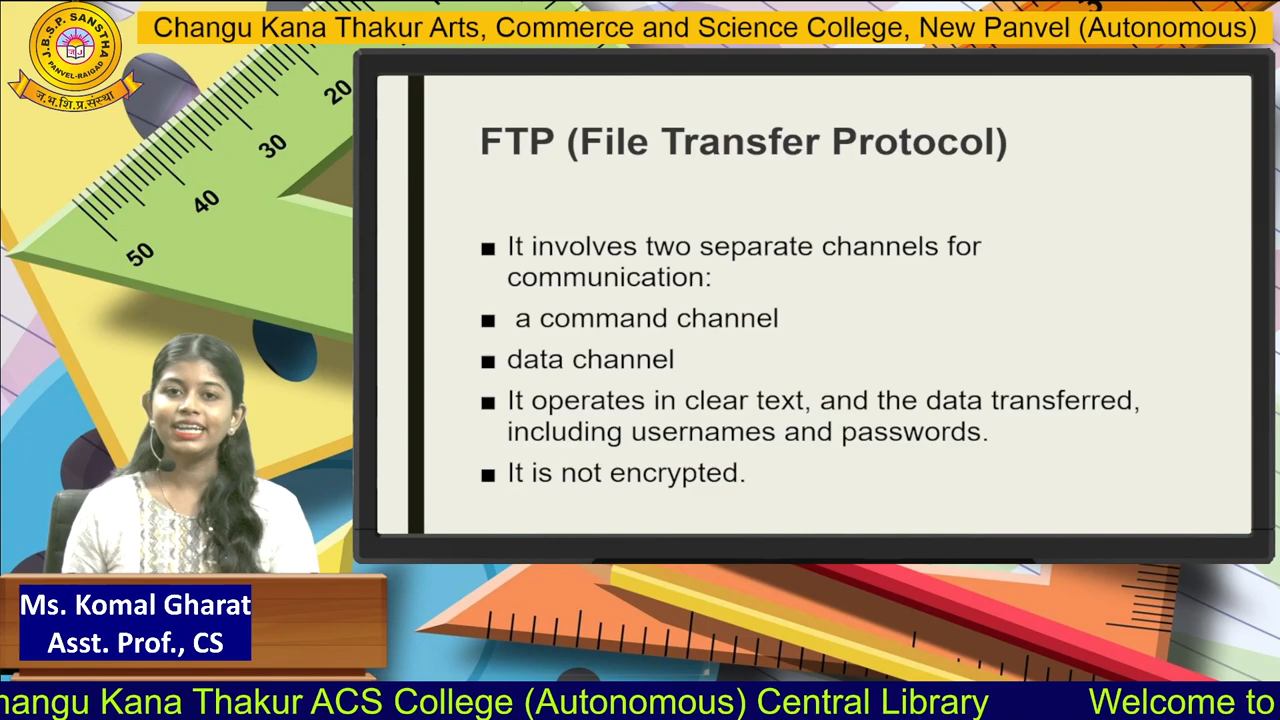 Changu Kana Thakur Arts, Commerce and Science College, New Panvel (Autonomous)
J.B.S.P. SANSTHA
PANVEL-RAIGAD
ज.भ.शि.प्र.संस्था
20
30
40
50
FTP (File Transfer Protocol)
■ It involves two separate channels for
communication:
■ a command channel
■ data channel
■ It operates in clear text, and the data transferred,
including usernames and passwords.
■ It is not encrypted.
Ms. Komal Gharat
Asst. Prof., CS
hangu Kana Thakur ACS College (Autonomous) Central Library Welcome to